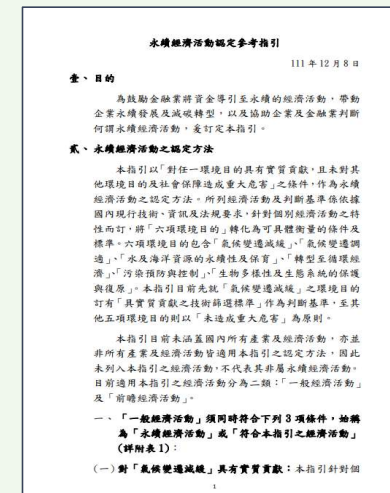 永續經濟活動認定參考指引
111 年 12 月 8 日
壹、目的
為鼓勵金融業將資金導引至永續的經濟活動，帶動
企業永續發展及減碳轉型，以及協助企業及金融業判斷
何謂永續經濟活動，爰訂定本指引。
貳、永續經濟活動之認定方法
本指引以「對任一環境目的具有實質貢獻，且未對其
他環境目的及社會保障造成重大危害」之條件，作為永續
經濟活動之認定方法。所列經濟活動及判斷基準係依據
國內現行技術、資訊及法規要求，針對個別經濟活動之特
性而訂，將「六項環境目的」轉化為可具體衡量的條件及
標準。六項環境目的包含「氣候變遷減緩」、「氣候變遷調
適」、「水及海洋資源的永續性及保育」、「轉型至循環經
濟」、「污染預防與控制」、「生物多樣性及生態系統的保護
與復原」。本指引目前先就「氣候變遷減緩」之環境目的
訂有「具實質貢獻之技術篩選標準」作為判斷基準，至其
他五項環境目的則以「未造成重大危害」為原則。
本指引目前未涵蓋國內所有產業及經濟活動，亦並
非所有產業及經濟活動皆適用本指引之認定方法，因此
未列入本指引之經濟活動，不代表其非屬永續經濟活動。
目前適用本指引之經濟活動分為二類：「一般經濟活動」
及「前瞻經濟活動」。
一、「一般經濟活動」須同時符合下列 3 項條件，始稱
為「永續經濟活動」或「符合本指引之經濟活動」
（詳附表 1）：
（一）對「氣候變遷減緩」具有實質貢獻：本指引針對個
1